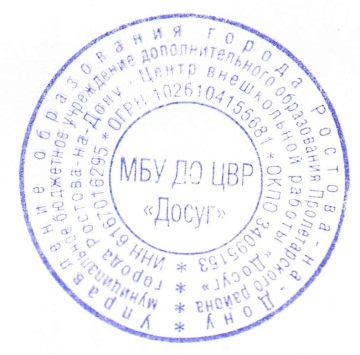 Управление образования города Ростова-на-Дону *
муниципальное бюджетное учреждение дополнительного образования Пролетарского района *
города Ростова-на-Дону "Центр внешкольной работы "Досуг" *
ИНН 6167016295 * ОГРН 1026104155681 * ОКПО 34095153 *
МБУ ДО ЦВР
«Досуг»